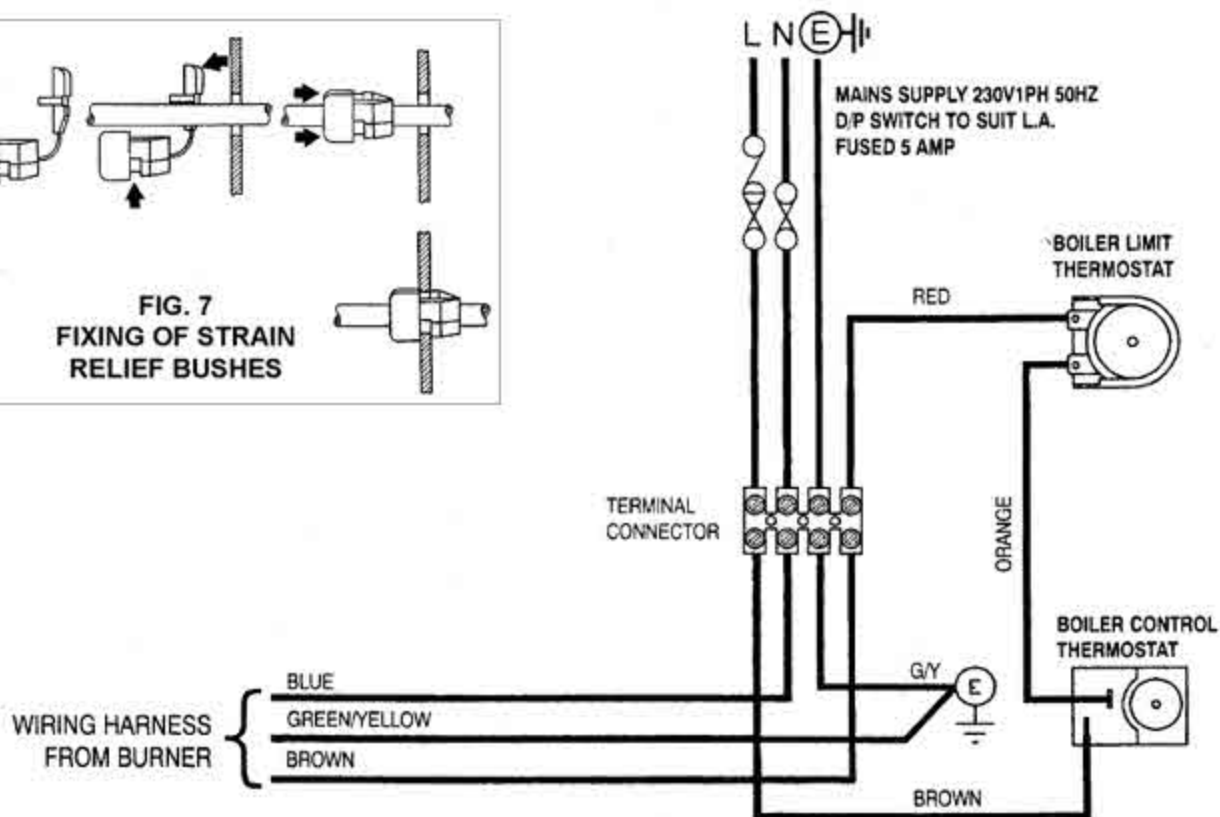 FIG. 7
FIXING OF STRAIN
RELIEF BUSHES
L N E
MAINS SUPPLY 230V1PH 50HZ
D/P SWITCH TO SUIT L.A.
FUSED 5 AMP
BOILER LIMIT
THERMOSTAT
RED
TERMINAL
CONNECTOR
ORANGE
BOILER CONTROL
THERMOSTAT
G/Y
E
BLUE
GREEN/YELLOW
BROWN
WIRING HARNESS
FROM BURNER
BROWN